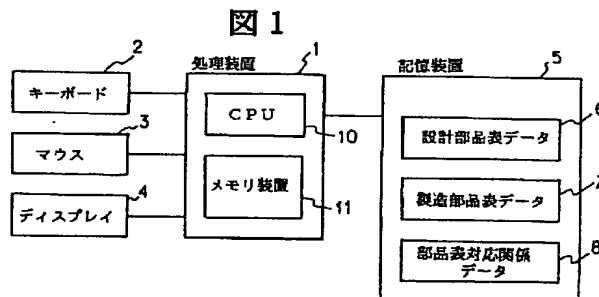 図1
1
処理装置
2
キーボード
3
マウス
4
ディスプレイ
CPU
10
メモリ装置
11
5
記憶装置
6
設計部品表データ
7
製造部品表データ
8
部品表対応関係
データ